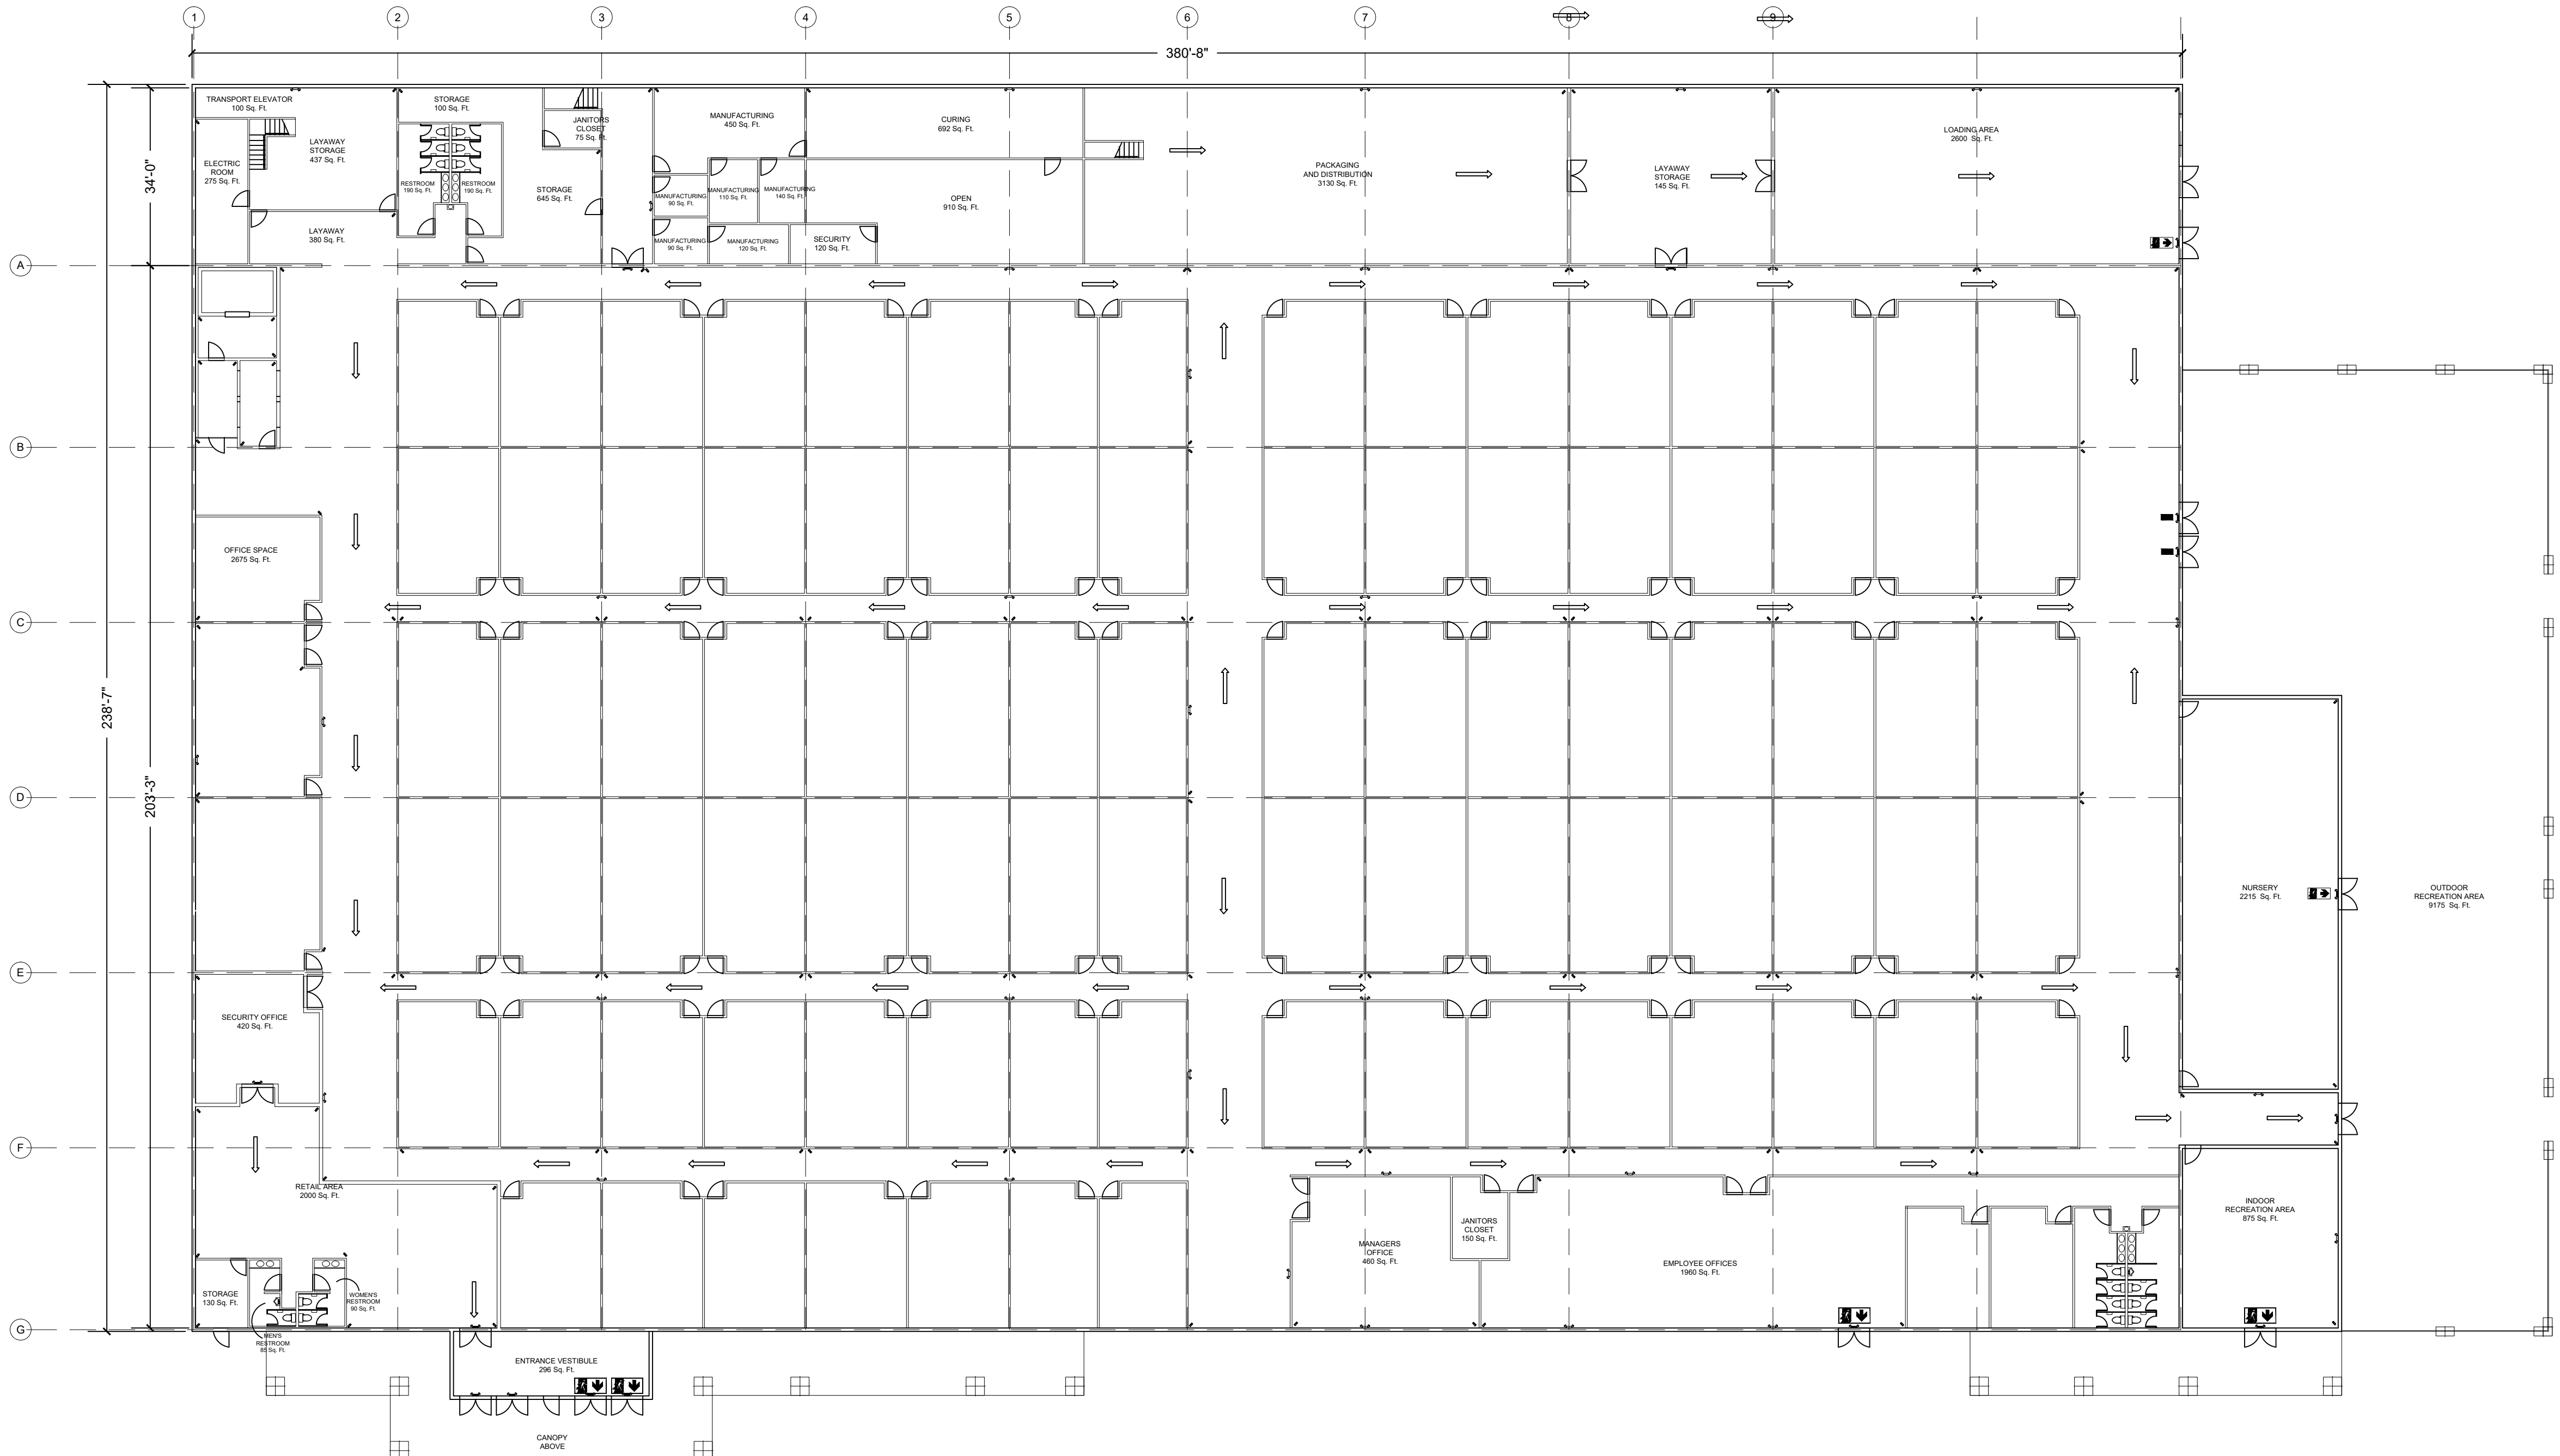 1
2
3
4
5
6
7
8
9
380'-8"
TRANSPORT ELEVATOR
100 Sq. Ft.
STORAGE
100 Sq. Ft.
JANITORS
CLOSET
75 Sq. Ft.
MANUFACTURING
450 Sq. Ft.
CURING
692 Sq. Ft.
LOADING AREA
2600 Sq. Ft.
LAYAWAY
STORAGE
437 Sq. Ft.
ELECTRIC
ROOM
275 Sq. Ft.
34'-0"
RESTROOM
190 Sq. Ft.
RESTROOM
190 Sq. Ft.
STORAGE
645 Sq. Ft.
MANUFACTURING
90 Sq. Ft.
MANUFACTURING
110 Sq. Ft.
MANUFACTURING
140 Sq. Ft.
OPEN
910 Sq. Ft.
PACKAGING
AND DISTRIBUTION
3130 Sq. Ft.
LAYAWAY
STORAGE
145 Sq. Ft.
LAYAWAY
380 Sq. Ft.
MANUFACTURING
90 Sq. Ft.
MANUFACTURING
120 Sq. Ft.
SECURITY
120 Sq. Ft.
A
B
OFFICE SPACE
2675 Sq. Ft.
C
238'-7"
203'-3"
D
NURSERY
2215 Sq. Ft.
OUTDOOR
RECREATION AREA
9175 Sq. Ft.
E
SECURITY OFFICE
420 Sq. Ft.
F
RETAIL AREA
2000 Sq. Ft.
MANAGERS
OFFICE
460 Sq. Ft.
JANITORS
CLOSET
150 Sq. Ft.
EMPLOYEE OFFICES
1960 Sq. Ft.
INDOOR
RECREATION AREA
875 Sq. Ft.
STORAGE
130 Sq. Ft.
WOMEN'S
RESTROOM
90 Sq. Ft.
G
MEN'S
RESTROOM
85 Sq. Ft.
ENTRANCE VESTIBULE
296 Sq. Ft.
CANOPY
ABOVE